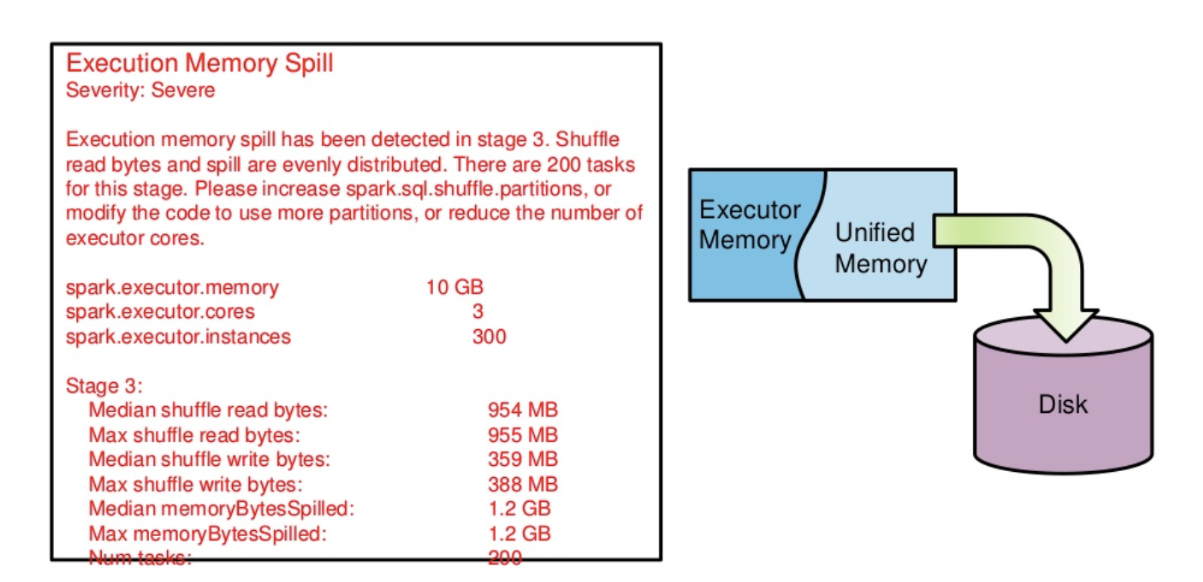 Execution Memory Spill
Severity: Severe
Execution memory spill has been detected in stage 3. Shuffle
read bytes and spill are evenly distributed. There are 200 tasks
for this stage. Please increase spark.sql.shuffle.partitions, or
modify the code to use more partitions, or reduce the number of
executor cores.
spark.executor.memory 10 GB
spark.executor.cores 3
spark.executor.instances 300
Stage 3:
Median shuffle read bytes: 954 MB
Max shuffle read bytes: 955 MB
Median shuffle write bytes: 359 MB
Max shuffle write bytes: 388 MB
Median memoryBytesSpilled: 1.2 GB
Max memoryBytesSpilled: 1.2 GB
Num tasks: 200
Executor
Memory
Unified
Memory
Disk